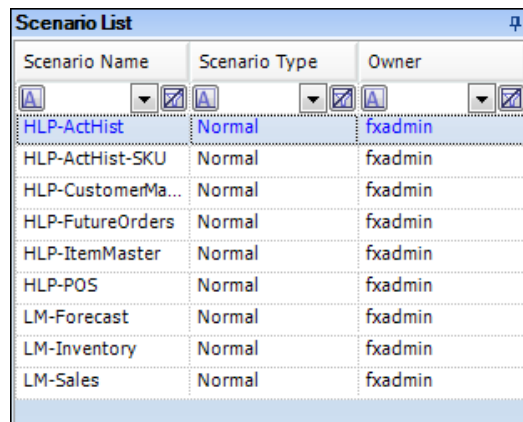 Scenario List
Scenario Name Scenario Type Owner
A A A
HLP-ActHist Normal fxadmin
HLP-ActHist-SKU Normal fxadmin
HLP-CustomerMa... Normal fxadmin
HLP-FutureOrders Normal fxadmin
HLP-ItemMaster Normal fxadmin
HLP-POS Normal fxadmin
LM-Forecast Normal fxadmin
LM-Inventory Normal fxadmin
LM-Sales Normal fxadmin